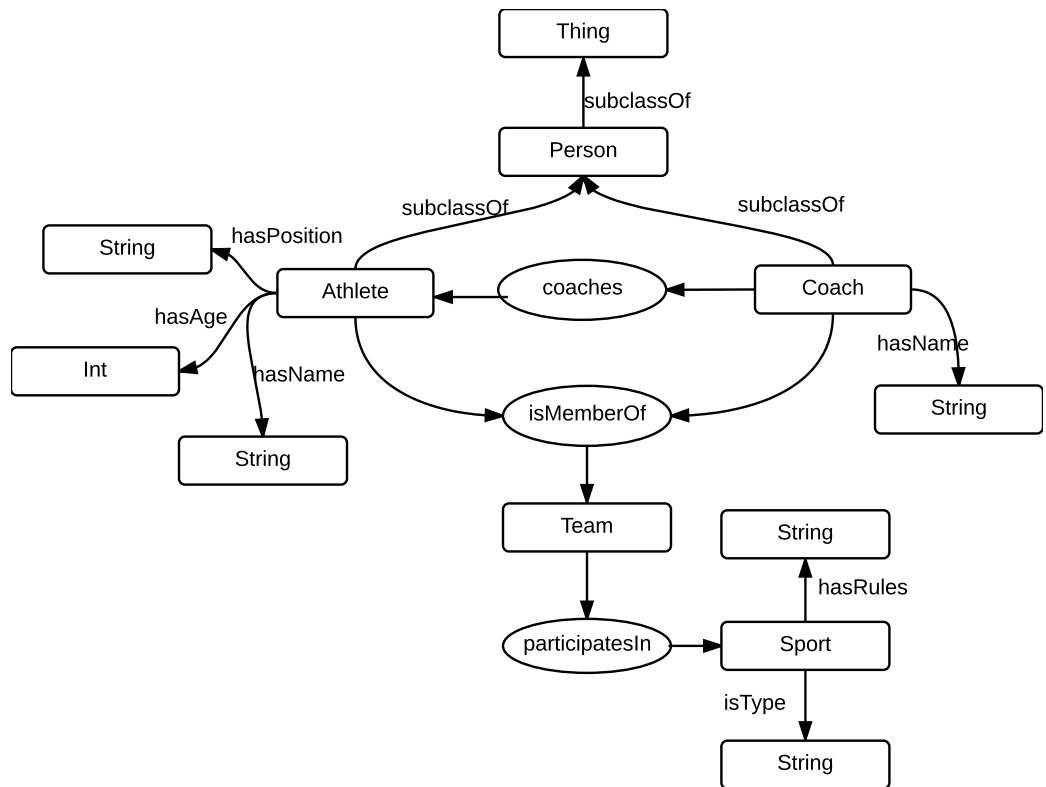 Thing
subclassOf
Person
subclassOf
subclassOf
String
hasPosition
Athlete
coaches
Coach
hasAge
hasName
Int
hasName
isMemberOf
String
String
Team
String
hasRules
participatesIn
Sport
isType
String